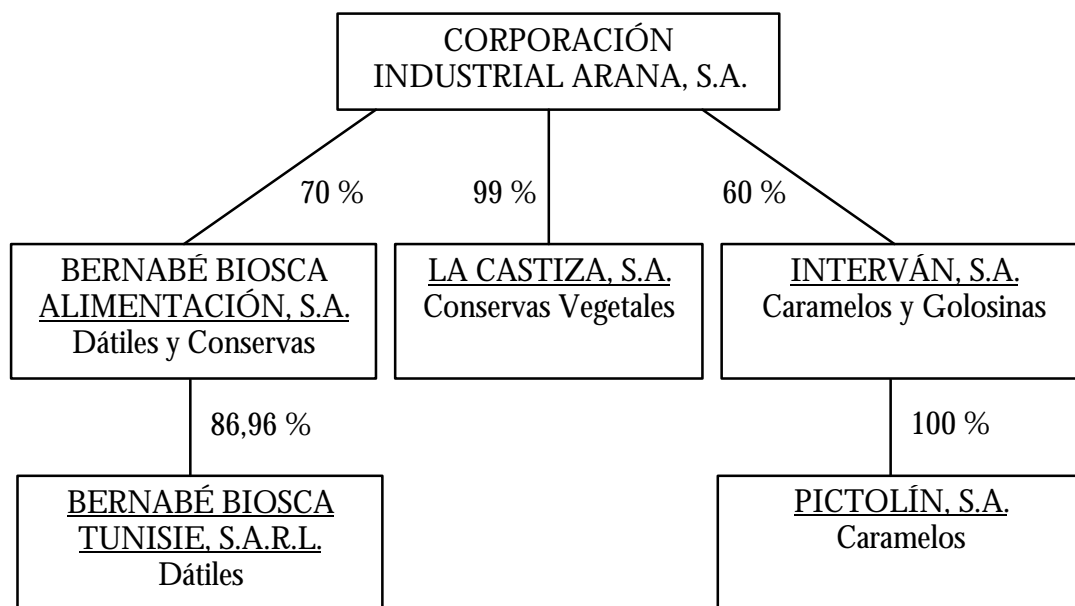 CORPORACIÓN
INDUSTRIAL ARANA, S.A.
70 %
99 %
60 %
BERNABÉ BIOSCA
ALIMENTACIÓN, S.A.
Dátiles y Conservas
LA CASTIZA, S.A.
Conservas Vegetales
INTERVÁN, S.A.
Caramelos y Golosinas
86,96 %
100 %
BERNABÉ BIOSCA
TUNISIE, S.A.R.L.
Dátiles
PICTOLÍN, S.A.
Caramelos